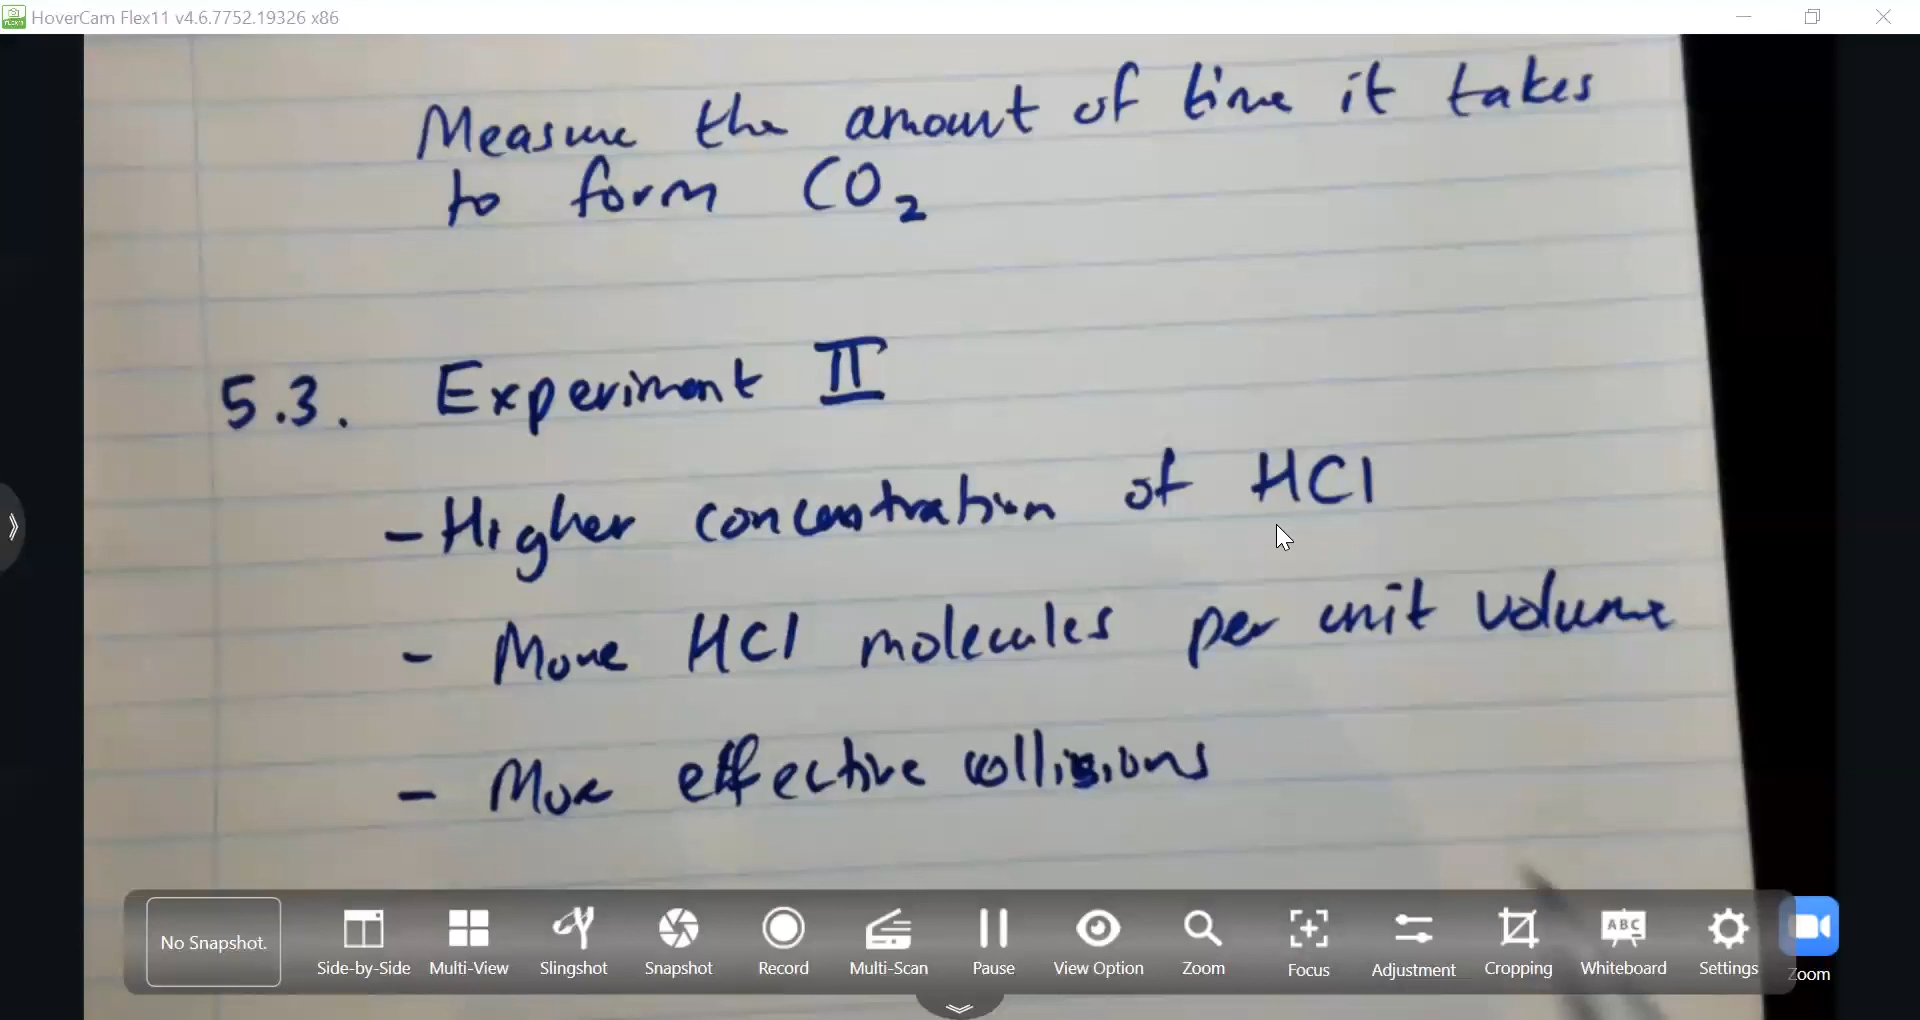 HoverCam Flex11 v4.6.7752.19326 x86
Measure the amount of time it takes
to form CO2
5.3. Experiment II
- Higher concentration of HCl
- More HCl molecules per unit volume
- More effective collisions
No Snapshot.
Side-by-Side
Multi-View
Slingshot
Snapshot
Record
Multi-Scan
Pause
View Option
Zoom
Focus
Adjustment
Cropping
ABC
Whiteboard
Settings
Zoom